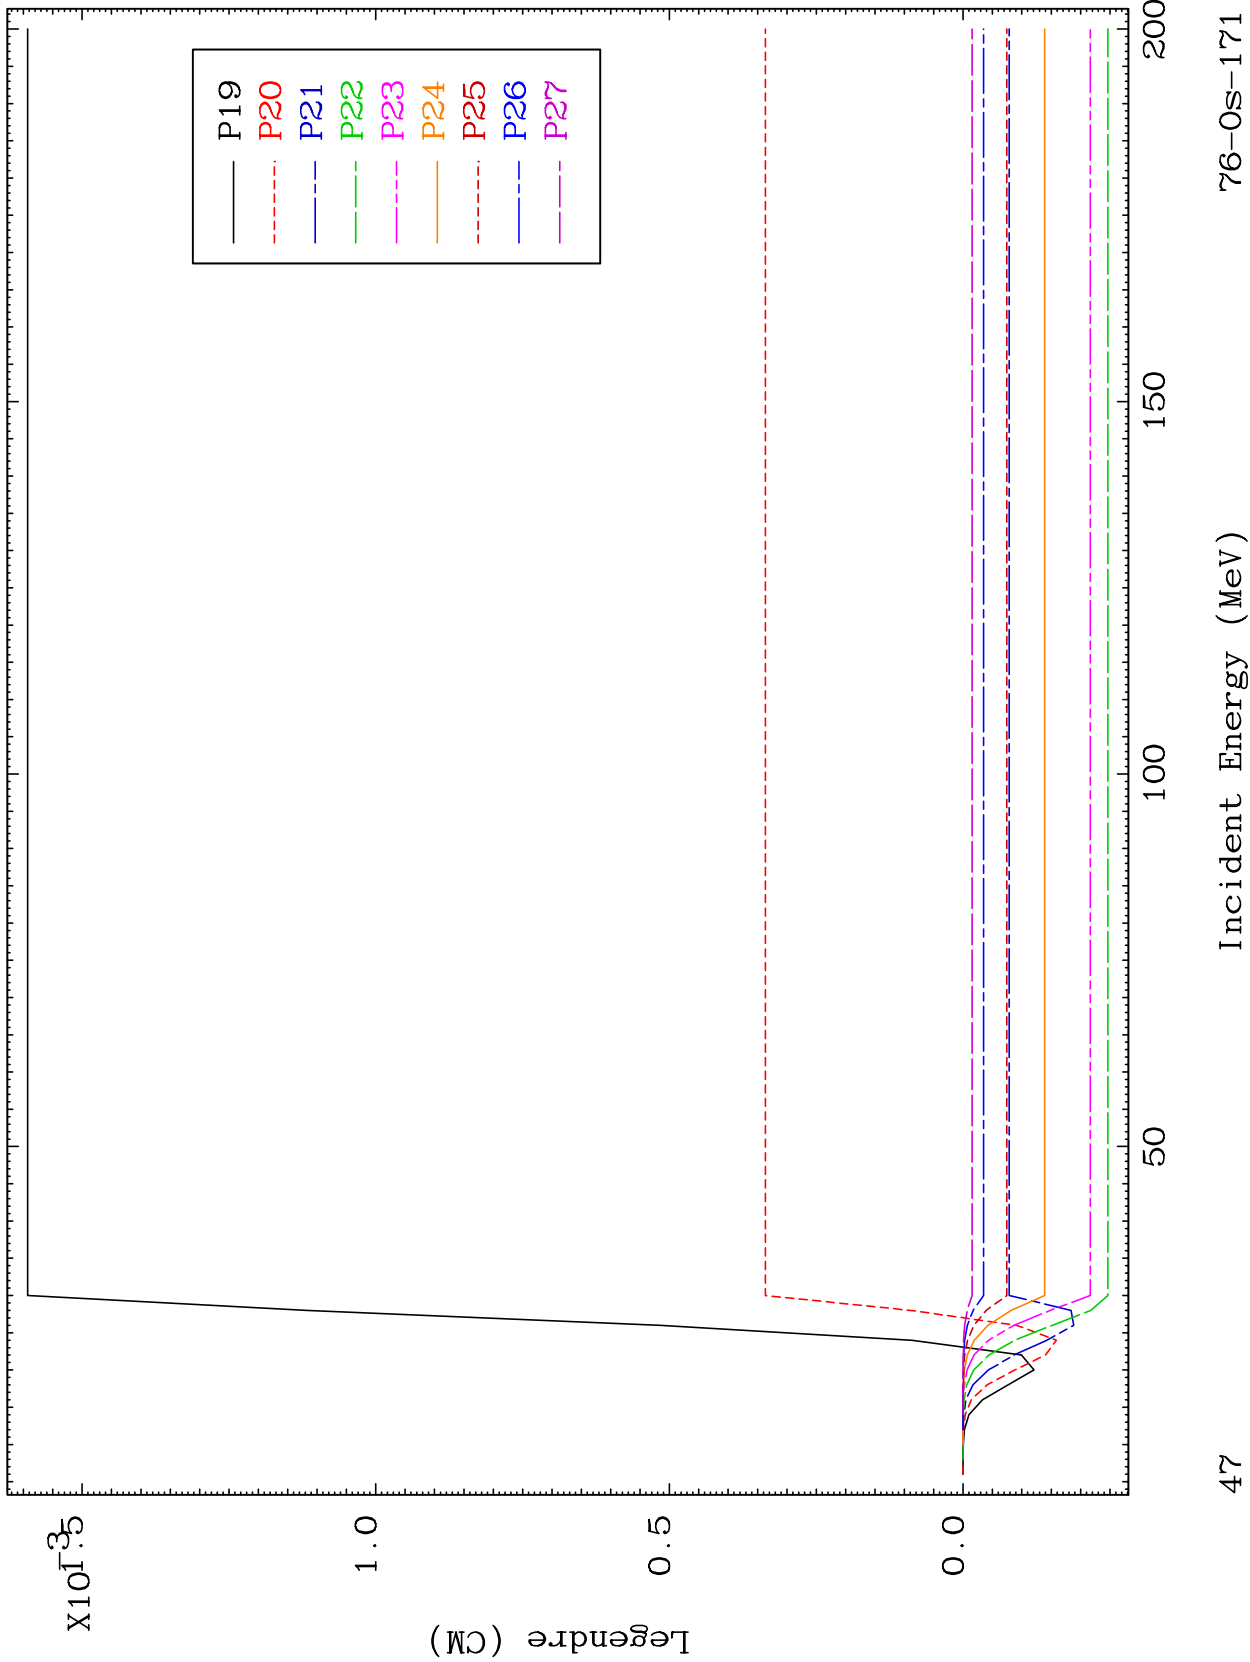 X10-3
1.5
1.0
0.5
0.0
Legendre (CM)
P19
P20
P21
P22
P23
P24
P25
P26
P27
50
100
150
200
47
Incident Energy (MeV)
76-Os-171